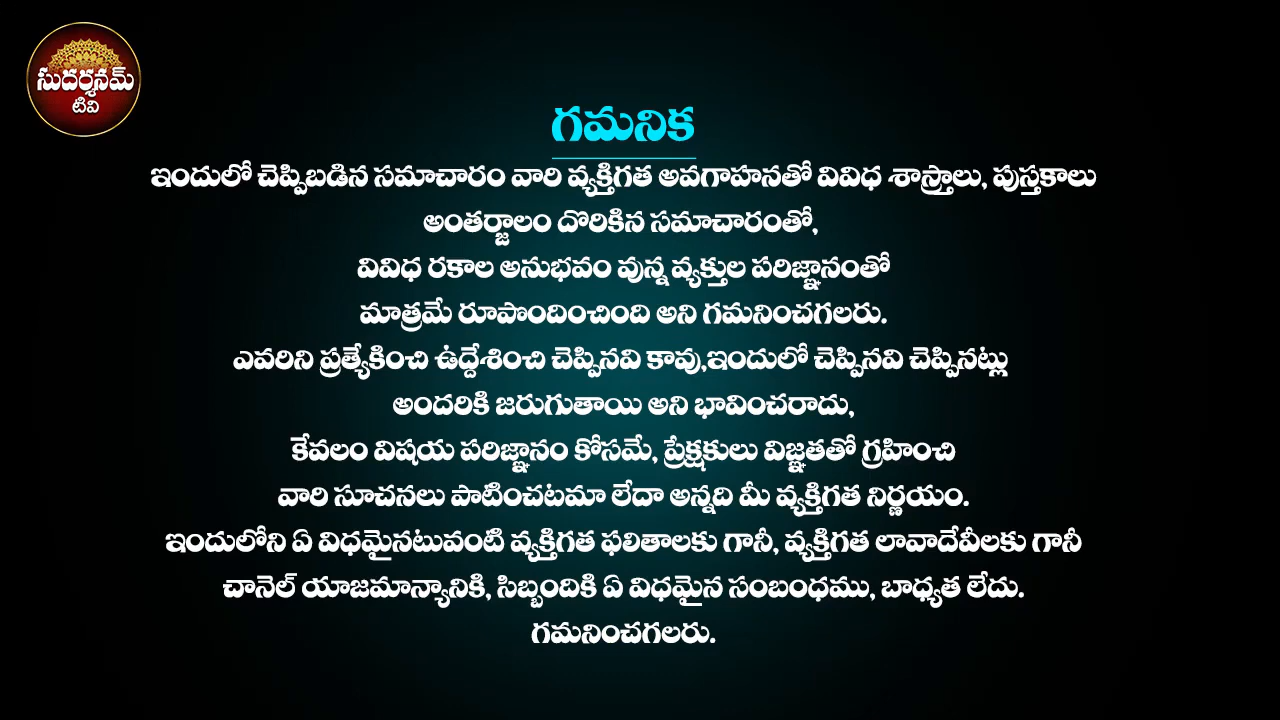 సుదర్శనమ్
టివి
గమనిక
ఇందులో చెప్పిబడిన సమాచారం వారి వ్యక్తిగత అవగాహనతో వివిధ శాస్త్రాలు, పుస్తకాలు
అంతర్జాలం దొరికిన సమాచారంతో,
వివిధ రకాల అనుభవం వున్న వ్యక్తుల పరిజ్ఞానంతో
మాత్రమే రూపొందించింది అని గమనించగలరు.
ఎవరిని ప్రత్యేకించి ఉద్దేశించి చెప్పినవి కావు,ఇందులో చెప్పినవి చెప్పినట్లు
అందరికి జరుగుతాయి అని భావించరాదు,
కేవలం విషయ పరిజ్ఞానం కోసమే, ప్రేక్షకులు విజ్ఞతతో గ్రహించి
వారి సూచనలు పాటించటమా లేదా అన్నది మీ వ్యక్తిగత నిర్ణయం.
ఇందులోని ఏ విధమైనటువంటి వ్యక్తిగత ఫలితాలకు గానీ, వ్యక్తిగత లావాదేవీలకు గానీ
చానెల్ యాజమాన్యానికి, సిబ్బందికి ఏ విధమైన సంబంధము, బాధ్యత లేదు.
గమనించగలరు.